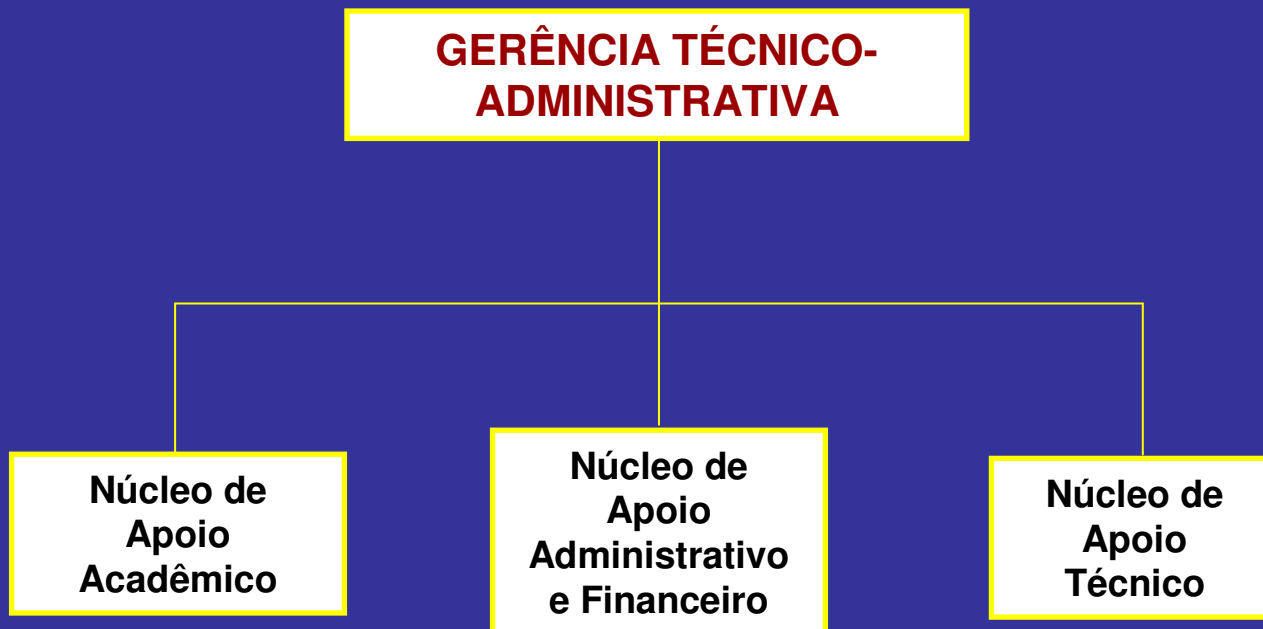 GERÊNCIA TÉCNICO-
ADMINISTRATIVA
Núcleo de
Apoio
Acadêmico
Núcleo de
Apoio
Administrativo
e Financeiro
Núcleo de
Apoio
Técnico